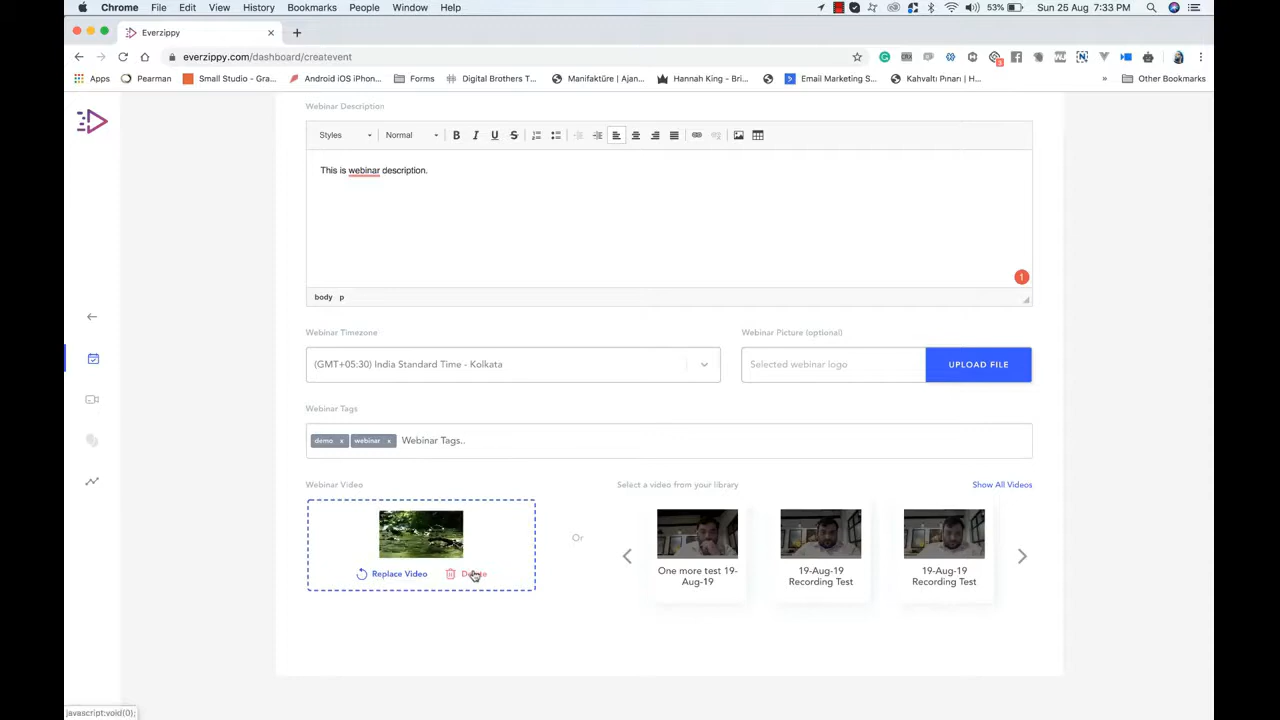 Chrome File Edit View History Bookmarks People Window Help 53% Sun 25 Aug 7:33 PM
Everzippy
everzippy.com/dashboard/createvent
Apps Pearman Small Studio - Gra... Android iOS iPhon... Forms Digital Brothers T... Manifaktüre | Ajan... Hannah King - Bri... Email Marketing S... Kahvaltı Pınarı | H... » Other Bookmarks
Webinar Description
Styles Normal B I U S
This is webinar description.
1
body p
Webinar Timezone Webinar Picture (optional)
(GMT+05:30) India Standard Time - Kolkata Selected webinar logo UPLOAD FILE
Webinar Tags
demo x webinar x Webinar Tags..
Webinar Video Select a video from your library Show All Videos
Or
Replace Video Delete
One more test 19-
Aug-19
19-Aug-19
Recording Test
19-Aug-19
Recording Test
javascript:void(0);